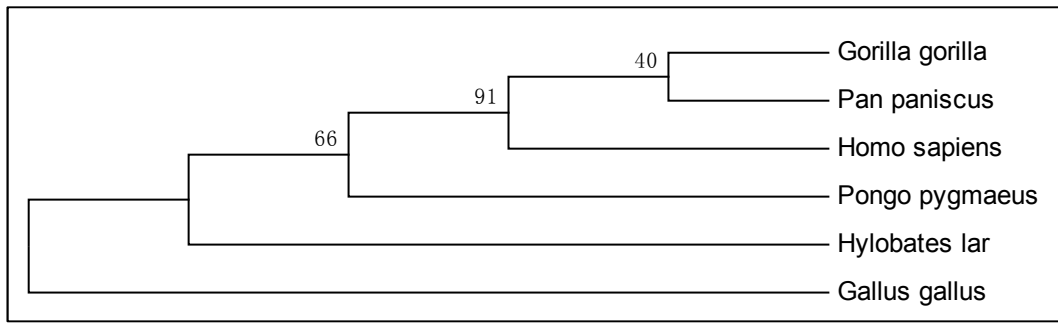 Gorilla gorilla
40
Pan paniscus
91
Homo sapiens
66
Pongo pygmaeus
Hylobates lar
Gallus gallus